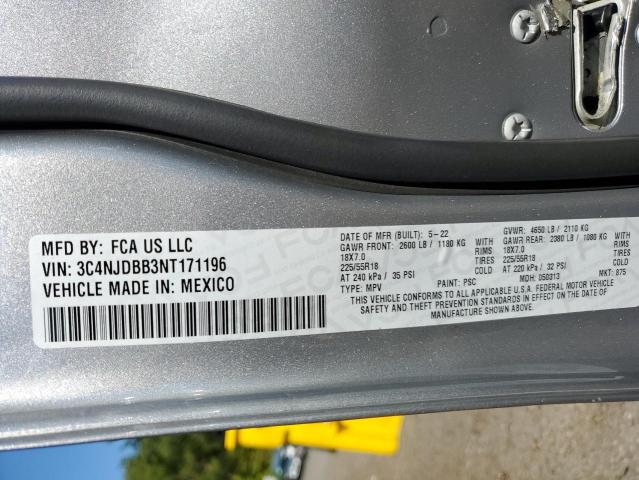 MFD BY: FCA US LLC
VIN: 3C4NJDBB3NT171196
VEHICLE MADE IN: MEXICO
DATE OF MFR (BUILT): 5-22 GVWR: 4650 LB / 2110 KG
GAWR FRONT: 2600 LB / 1180 KG WITH GAWR REAR: 2380 LB / 1080 KG WITH
18X7.0 RIMS 18X7.0 RIMS
225/55R18 TIRES 225/55R18 TIRES
AT 240 kPa / 35 PSI COLD AT 220 kPa / 32 PSI COLD
TYPE: MPV PAINT: PSC MDH: 050313 MKT: 875
THIS VEHICLE CONFORMS TO ALL APPLICABLE U.S.A. FEDERAL MOTOR VEHICLE
SAFETY AND THEFT PREVENTION STANDARDS IN EFFECT ON THE DATE OF
MANUFACTURE SHOWN ABOVE.